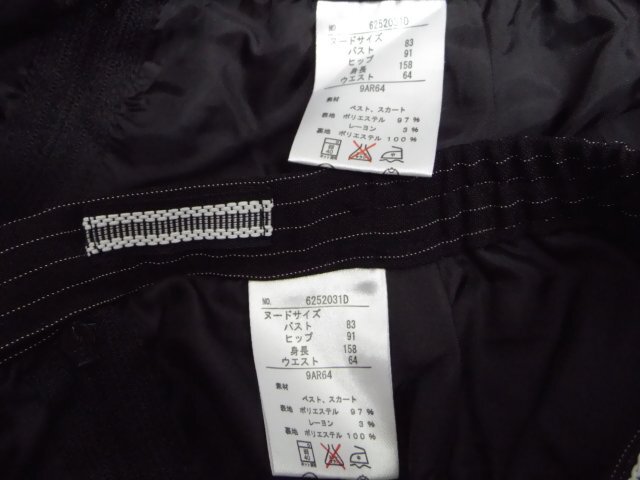 NO. 6252031D
ヌードサイズ
バスト 83
ヒップ 91
身長 158
ウエスト 64
9AR64
素材
ベスト、スカート
表地 ポリエステル 97%
レーヨン 3%
裏地 ポリエステル 100%
NO. 6252031D
ヌードサイズ
バスト 83
ヒップ 91
身長 158
ウエスト 64
9AR64
素材
ベスト、スカート
表地 ポリエステル 97%
レーヨン 3%
裏地 ポリエステル 100%